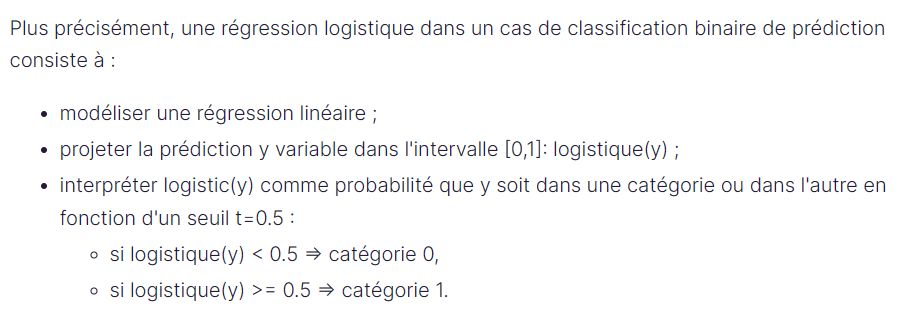 Plus précisément, une régression logistique dans un cas de classification binaire de prédiction
consiste à :
• modéliser une régression linéaire ;
• projeter la prédiction y variable dans l'intervalle [0,1]: logistique(y) ;
• interpréter logistic(y) comme probabilité que y soit dans une catégorie ou dans l'autre en
fonction d'un seuil t=0.5 :
◦ si logistique(y) < 0.5 ⇒ catégorie 0,
◦ si logistique(y) >= 0.5 ⇒ catégorie 1.